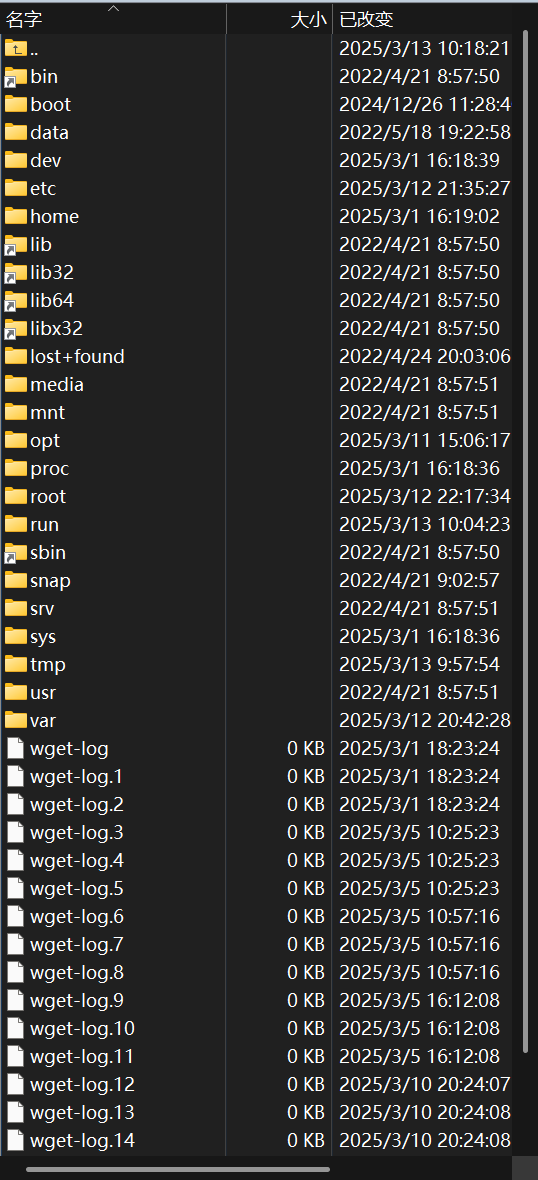 名字 大小 已改变
.. 2025/3/13 10:18:21
bin 2022/4/21 8:57:50
boot 2024/12/26 11:28:4
data 2022/5/18 19:22:58
dev 2025/3/1 16:18:39
etc 2025/3/12 21:35:27
home 2025/3/1 16:19:02
lib 2022/4/21 8:57:50
lib32 2022/4/21 8:57:50
lib64 2022/4/21 8:57:50
libx32 2022/4/21 8:57:50
lost+found 2022/4/24 20:03:06
media 2022/4/21 8:57:51
mnt 2022/4/21 8:57:51
opt 2025/3/11 15:06:17
proc 2025/3/1 16:18:36
root 2025/3/12 22:17:34
run 2025/3/13 10:04:23
sbin 2022/4/21 8:57:50
snap 2022/4/21 9:02:57
srv 2022/4/21 8:57:51
sys 2025/3/1 16:18:36
tmp 2025/3/13 9:57:54
usr 2022/4/21 8:57:51
var 2025/3/12 20:42:28
wget-log 0 KB 2025/3/1 18:23:24
wget-log.1 0 KB 2025/3/1 18:23:24
wget-log.2 0 KB 2025/3/1 18:23:24
wget-log.3 0 KB 2025/3/5 10:25:23
wget-log.4 0 KB 2025/3/5 10:25:23
wget-log.5 0 KB 2025/3/5 10:25:23
wget-log.6 0 KB 2025/3/5 10:57:16
wget-log.7 0 KB 2025/3/5 10:57:16
wget-log.8 0 KB 2025/3/5 10:57:16
wget-log.9 0 KB 2025/3/5 16:12:08
wget-log.10 0 KB 2025/3/5 16:12:08
wget-log.11 0 KB 2025/3/5 16:12:08
wget-log.12 0 KB 2025/3/10 20:24:07
wget-log.13 0 KB 2025/3/10 20:24:08
wget-log.14 0 KB 2025/3/10 20:24:08